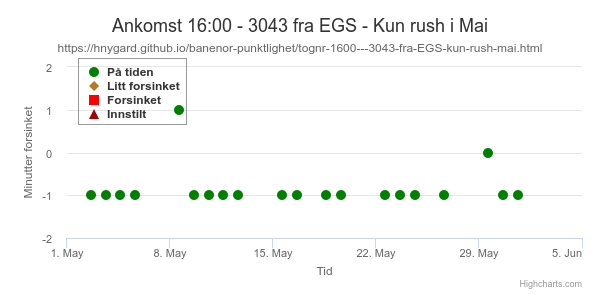 Ankomst 16:00 - 3043 fra EGS - Kun rush i Mai
https://hnygard.github.io/banenor-punktlighet/tognr-1600---3043-fra-EGS-kun-rush-mai.html
Minutter forsinket
2
1
0
-1
-2
På tiden
Litt forsinket
Forsinket
Innstilt
1. May
8. May
15. May
22. May
29. May
5. Jun
Tid
Highcharts.com